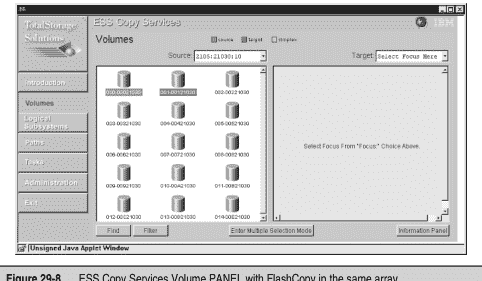 ESS Copy Services
IBM
TotalStorage
Solutions
Volumes
source
target
Source: 2105:21030:10
Target: Select Focus Here
Introduction
Volumes
Logical
Subsystems
Paths
Tasks
Administration
Exit
000-00021030 001-00121030 002-00221030
003-00321030 004-00421030 005-00521030
006-00621030 007-00721030 008-00821030
009-00921030 010-00A21030 011-00B21030
012-00C21030 013-00D21030 014-00E21030
Select Focus From "Focus:" Choice Above.
Find Filter Enter Multiple Selection Mode Information Panel
Unsigned Java Applet Window
Figure 29-8. ESS Copy Services Volume PANEL with FlashCopy in the same array